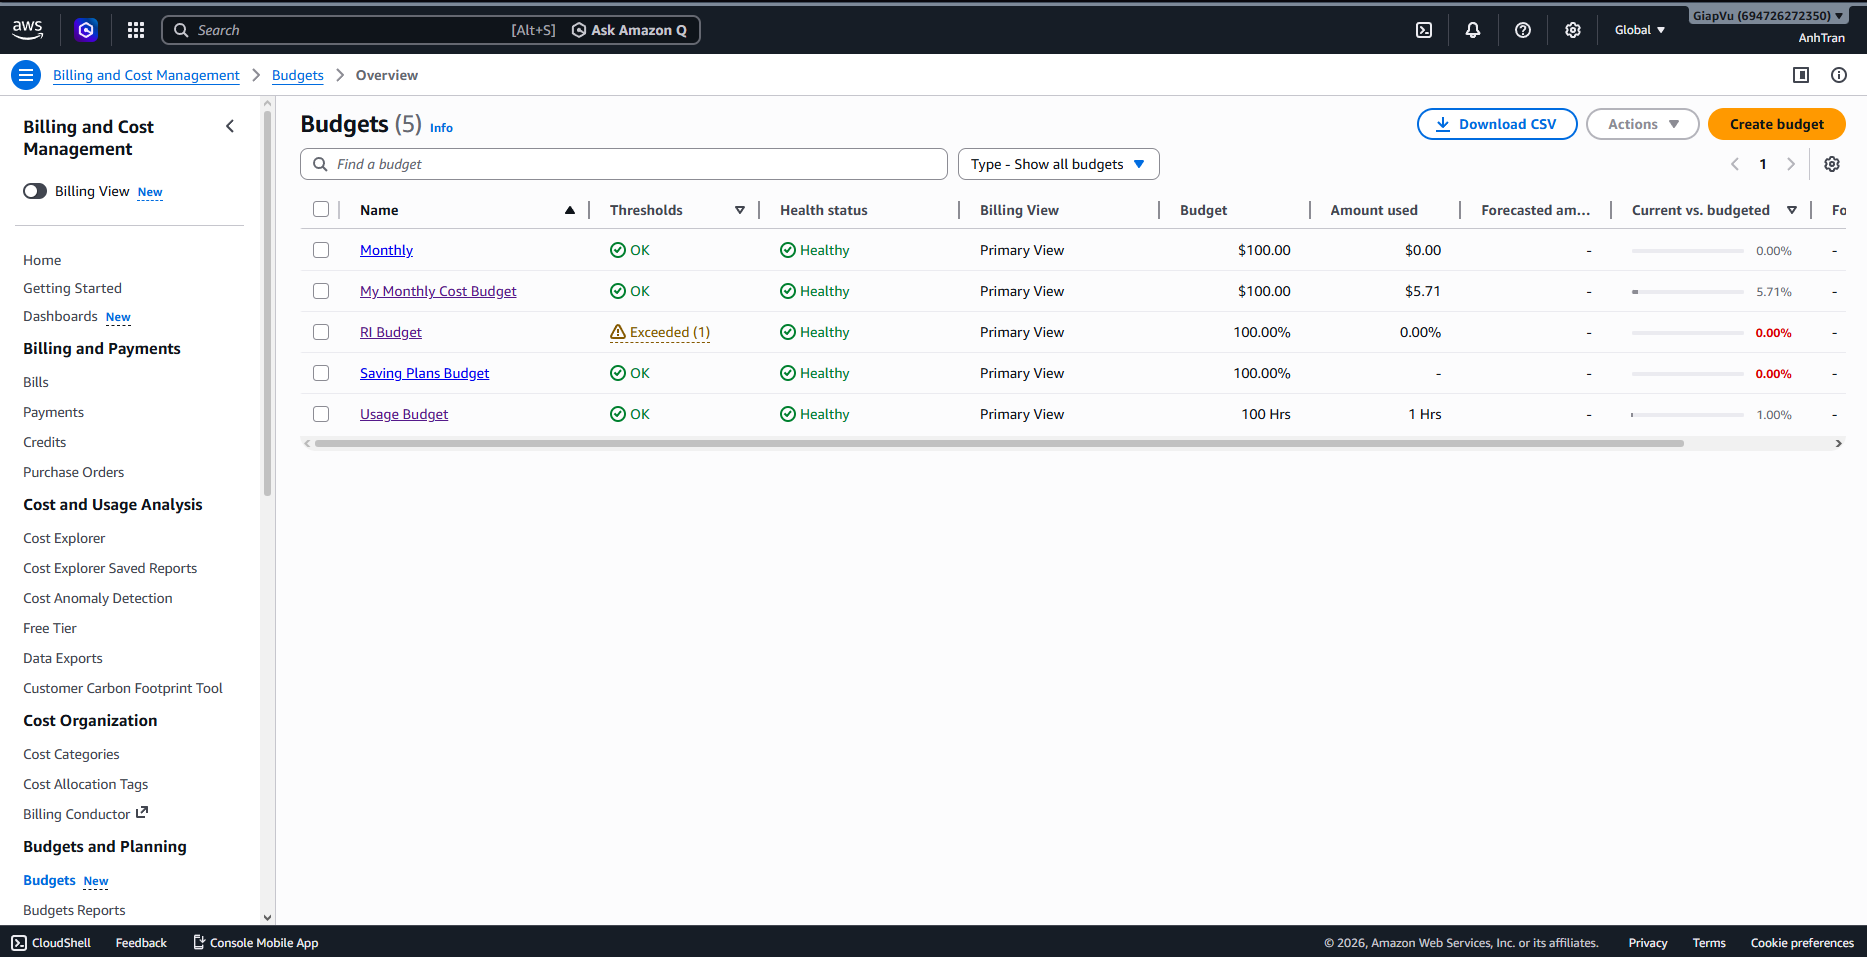 aws
Search [Alt+S] Ask Amazon Q
Global
GiapVu (694726272350)
AnhTran
Billing and Cost Management > Budgets > Overview
Billing and Cost Management
Billing View New
Home
Getting Started
Dashboards New
Billing and Payments
Bills
Payments
Credits
Purchase Orders
Cost and Usage Analysis
Cost Explorer
Cost Explorer Saved Reports
Cost Anomaly Detection
Free Tier
Data Exports
Customer Carbon Footprint Tool
Cost Organization
Cost Categories
Cost Allocation Tags
Billing Conductor
Budgets and Planning
Budgets New
Budgets Reports
Budgets (5) Info
Download CSV
Actions
Create budget
Find a budget
Type - Show all budgets
1
Name Thresholds Health status Billing View Budget Amount used Forecasted am... Current vs. budgeted Fo
Monthly OK Healthy Primary View $100.00 $0.00 - 0.00% -
My Monthly Cost Budget OK Healthy Primary View $100.00 $5.71 - 5.71% -
RI Budget Exceeded (1) Healthy Primary View 100.00% 0.00% - 0.00% -
Saving Plans Budget OK Healthy Primary View 100.00% - - 0.00% -
Usage Budget OK Healthy Primary View 100 Hrs 1 Hrs - 1.00% -
CloudShell Feedback Console Mobile App © 2026, Amazon Web Services, Inc. or its affiliates. Privacy Terms Cookie preferences